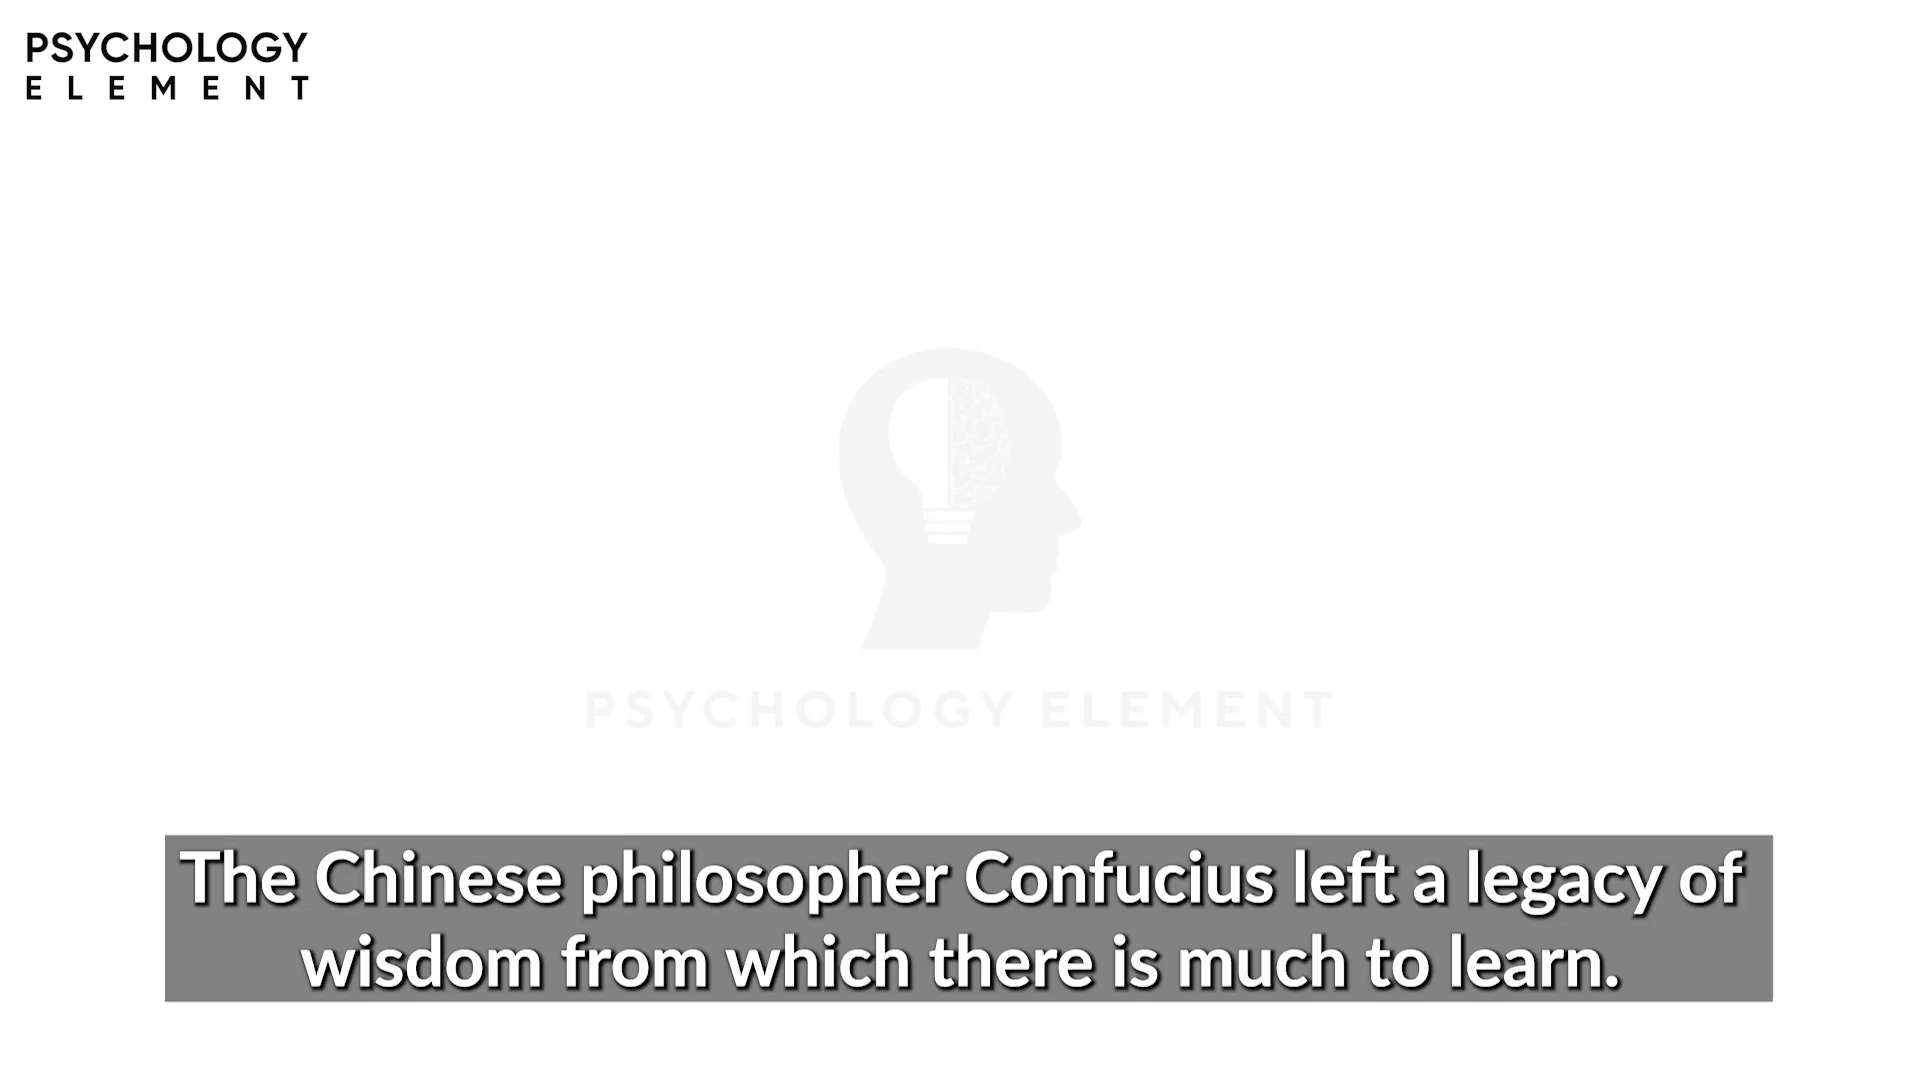 PSYCHOLOGY
ELEMENT
PSYCHOLOGY ELEMENT
The Chinese philosopher Confucius left a legacy of
wisdom from which there is much to learn.